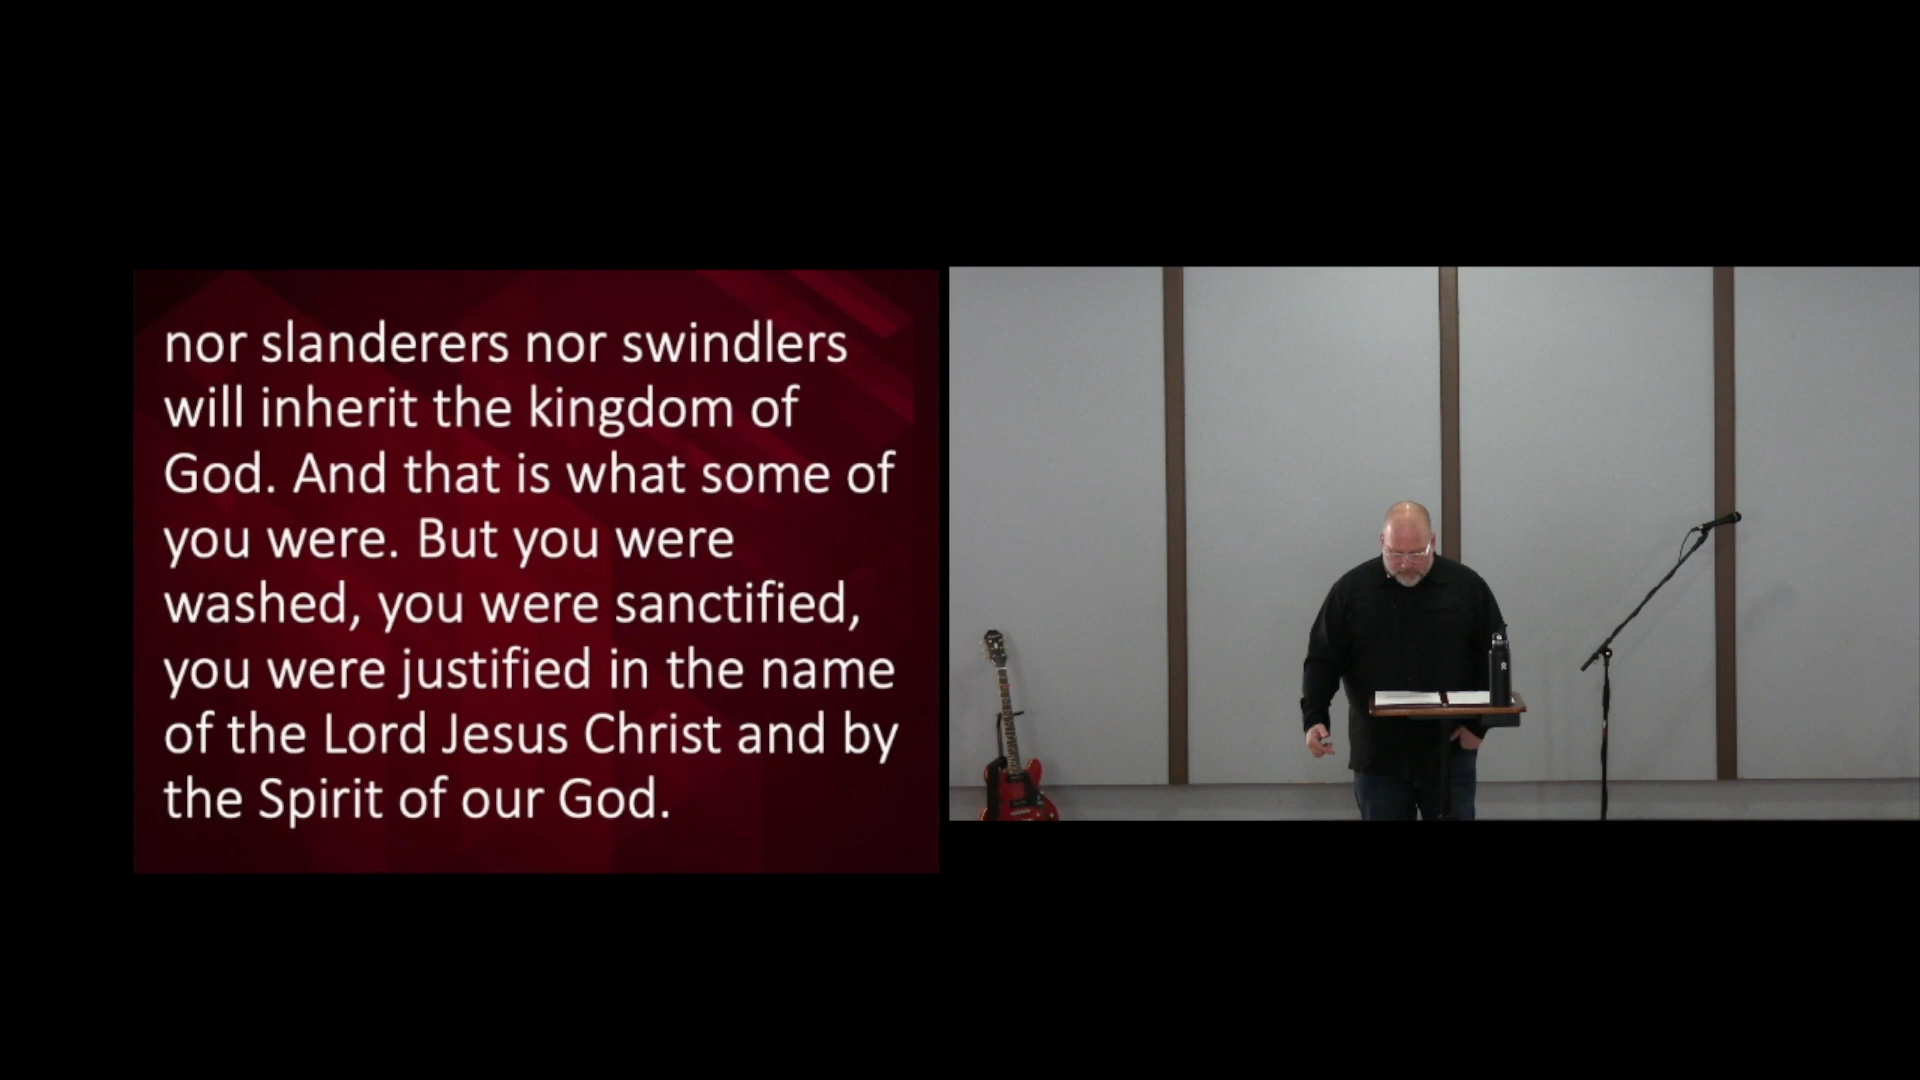 nor slanderers nor swindlers
will inherit the kingdom of
God. And that is what some of
you were. But you were
washed, you were sanctified,
you were justified in the name
of the Lord Jesus Christ and by
the Spirit of our God.